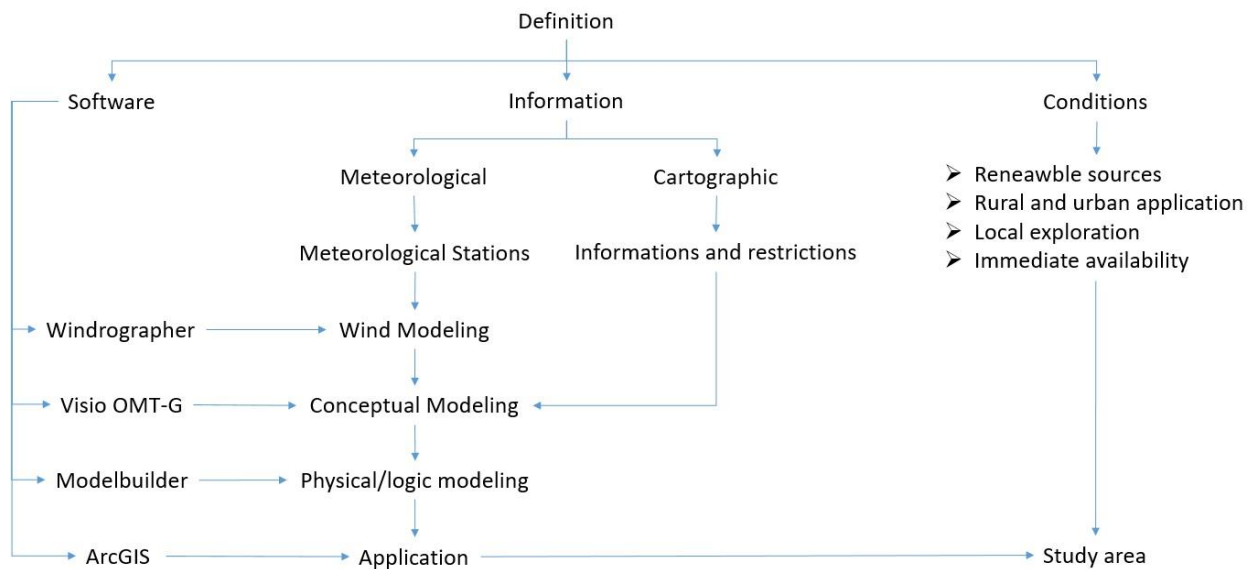 Definition
Software
Information
Conditions
Meteorological
Cartographic
Reneawble sources
Rural and urban application
Local exploration
Immediate availability
Meteorological Stations
Informations and restrictions
Windrographer
Wind Modeling
Visio OMT-G
Conceptual Modeling
Modelbuilder
Physical/logic modeling
ArcGIS
Application
Study area